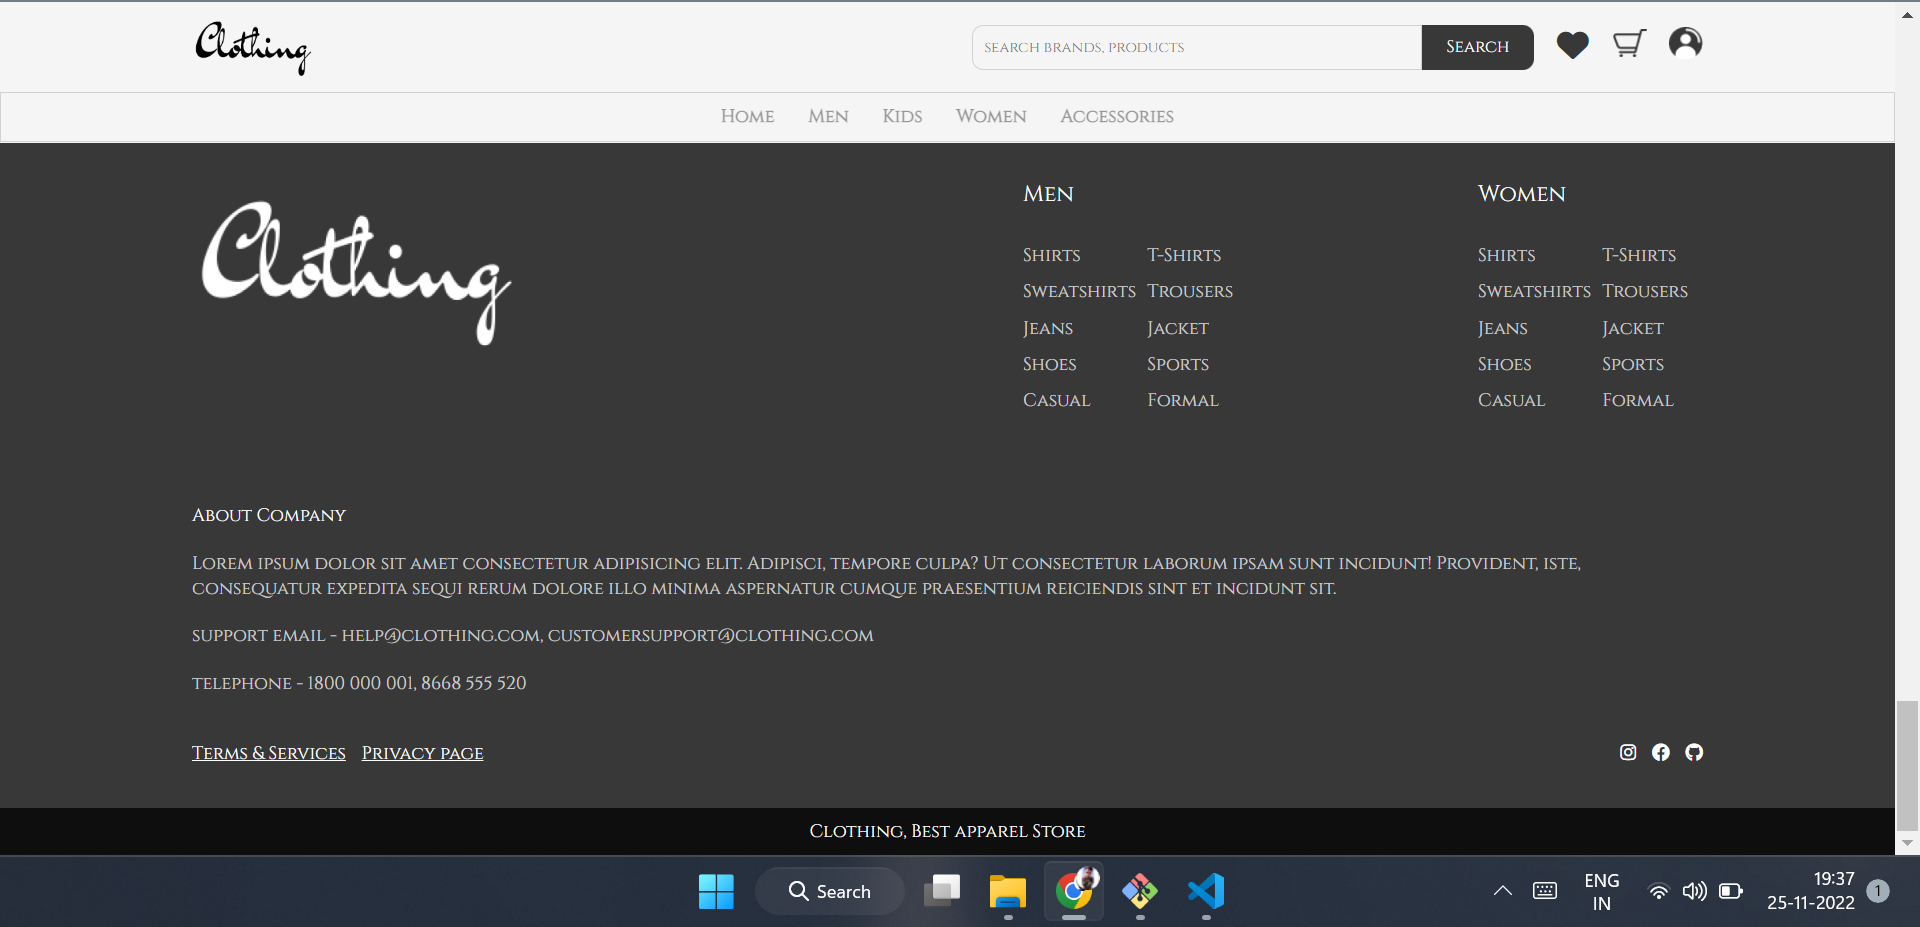 Clothing
Search brands, products
Search
Home Men Kids Women Accessories
Clothing
Men
Shirts T-Shirts
Sweatshirts Trousers
Jeans Jacket
Shoes Sports
Casual Formal
Women
Shirts T-Shirts
Sweatshirts Trousers
Jeans Jacket
Shoes Sports
Casual Formal
About Company
Lorem ipsum dolor sit amet consectetur adipisicing elit. Adipisci, tempore culpa? Ut consectetur laborum ipsam sunt incidunt! Provident, iste,
consequatur expedita sequi rerum dolore illo minima aspernatur cumque praesentium reiciendis sint et incidunt sit.
support email - help@clothing.com, customersupport@clothing.com
telephone - 1800 000 001, 8668 555 520
Terms & Services Privacy page
Clothing, Best apparel Store
Search
ENG
IN
19:37
25-11-2022
1